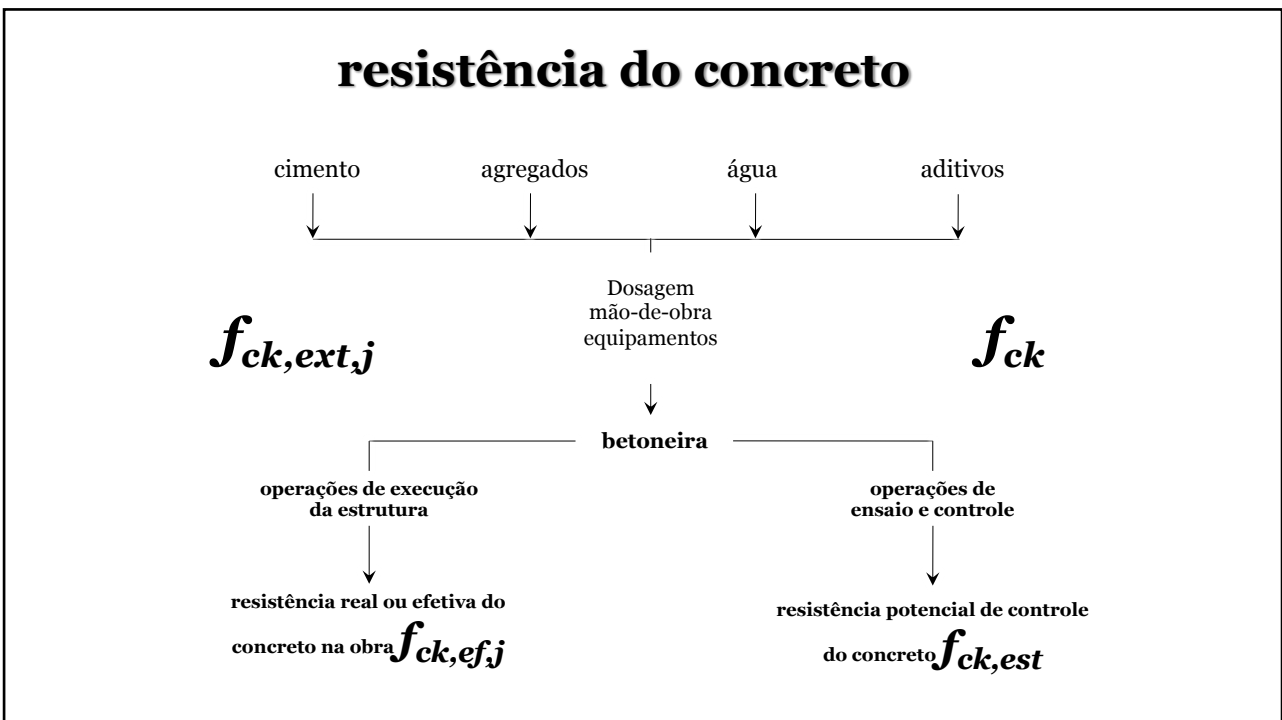 resistência do concreto
cimento agregados água aditivos
Dosagem
mão-de-obra
equipamentos
fck,ext,j
fck
betoneira
operações de execução
da estrutura
operações de
ensaio e controle
resistência real ou efetiva do
concreto na obra fck,ef,j
resistência potencial de controle
do concreto fck,est